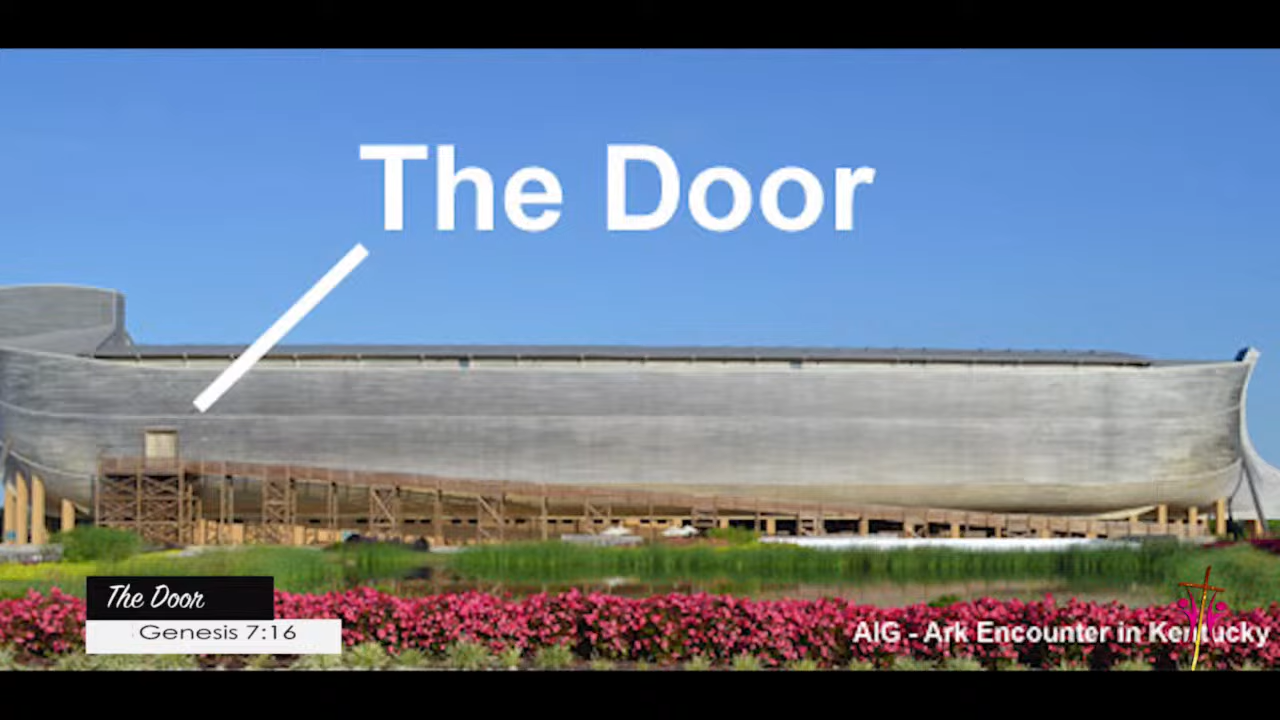 The Door
The Door
Genesis 7:16
AIG - Ark Encounter in Kentucky